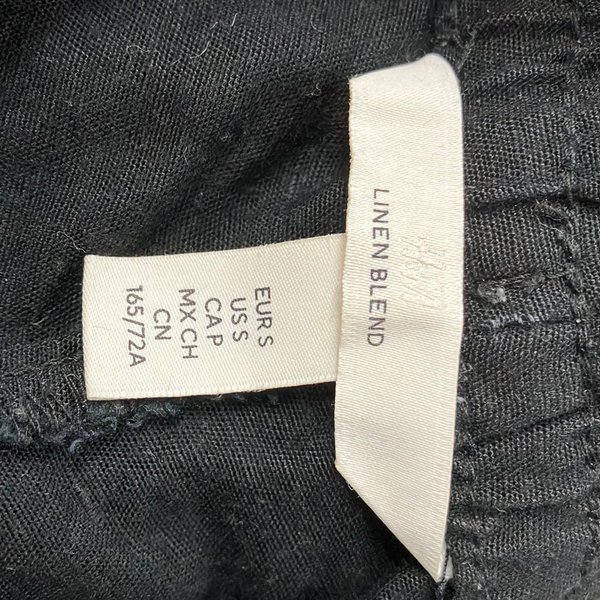 H&M
LINEN BLEND
EUR S
US S
CA P
MX CH
CN
165/72A